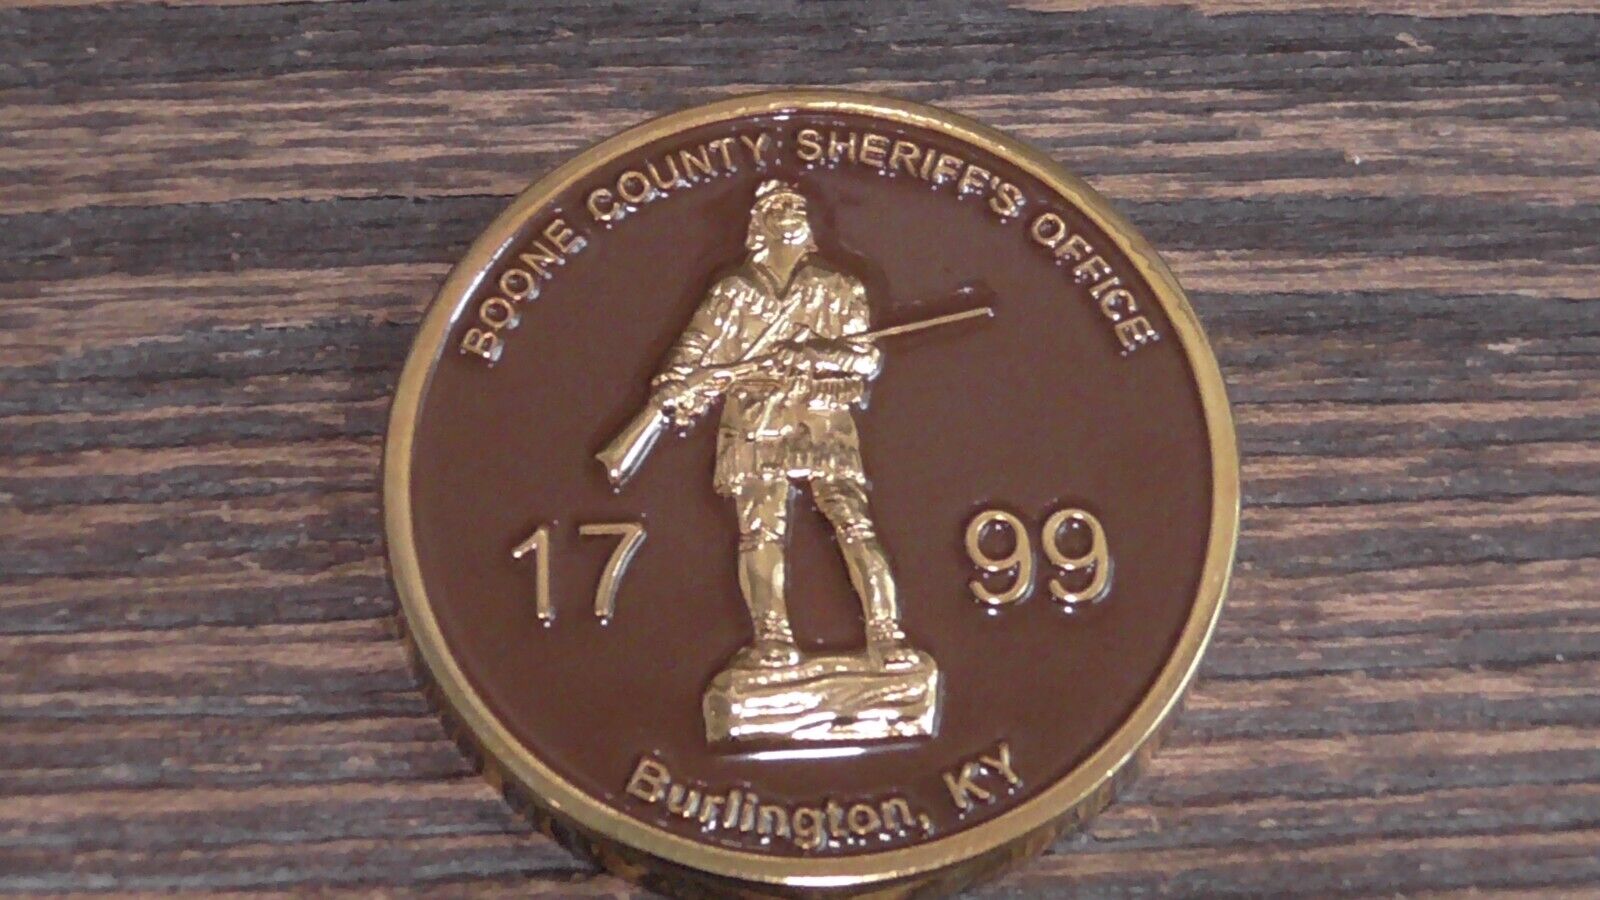 BOONE COUNTY SHERIFF'S OFFICE
17 99
Burlington, KY